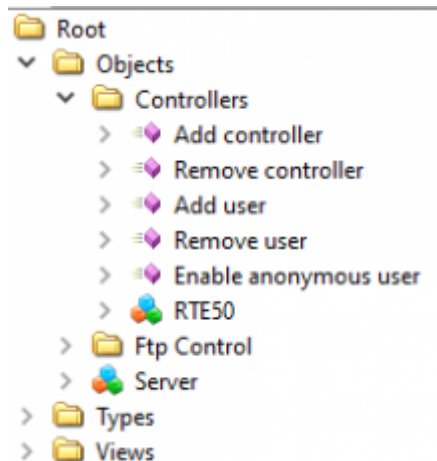 Root
Objects
Controllers
Add controller
Remove controller
Add user
Remove user
Enable anonymous user
RTE50
Ftp Control
Server
Types
Views